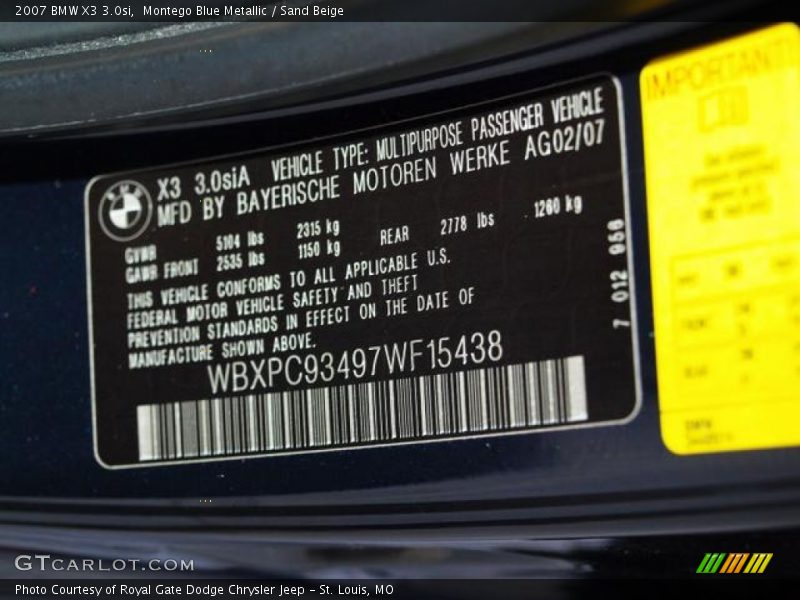 2007 BMW X3 3.0si, Montego Blue Metallic / Sand Beige
X3 3.0siA VEHICLE TYPE: MULTIPURPOSE PASSENGER VEHICLE
MFD BY BAYERISCHE MOTOREN WERKE AG02/07
GVWR 5104 lbs 2315 kg
GAWR FRONT 2535 lbs 1150 kg REAR 2778 lbs 1260 kg
THIS VEHICLE CONFORMS TO ALL APPLICABLE U.S.
FEDERAL MOTOR VEHICLE SAFETY AND THEFT
PREVENTION STANDARDS IN EFFECT ON THE DATE OF
MANUFACTURE SHOWN ABOVE.
WBXPC93497WF15438
7 012 958
IMPORTANT
GTCARLOT.COM
Photo Courtesy of Royal Gate Dodge Chrysler Jeep - St. Louis, MO